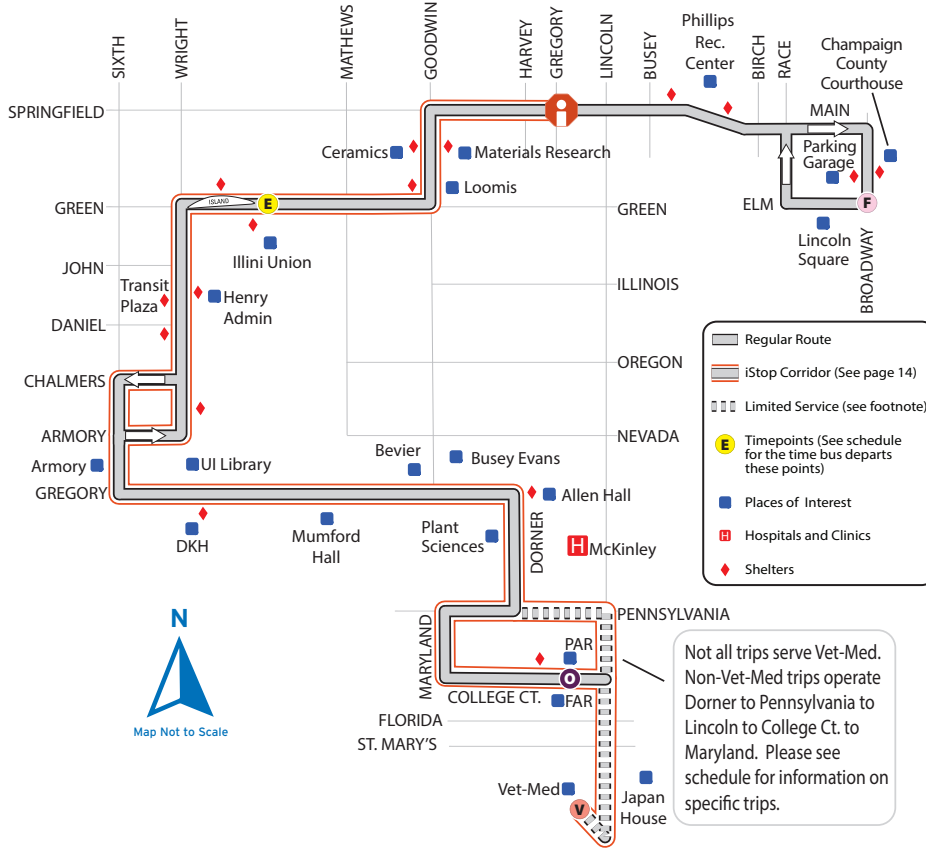 SIXTH
WRIGHT
MATHEWS
GOODWIN
HARVEY
GREGORY
LINCOLN
BUSEY
Phillips
Rec.
Center
BIRCH
RACE
Champaign
County
Courthouse
SPRINGFIELD
MAIN
Ceramics
Materials Research
Parking
Garage
Loomis
ISLAND
E
GREEN
GREEN
ELM
F
Lincoln
Square
BROADWAY
Illini Union
JOHN
Transit
Plaza
Henry
Admin
ILLINOIS
DANIEL
OREGON
CHALMERS
ARMORY
NEVADA
Armory
UI Library
Bevier
Busey Evans
GREGORY
Allen Hall
DKH
Mumford
Hall
Plant
Sciences
DORNER
H
McKinley
Regular Route
iStop Corridor (See page 14)
Limited Service (see footnote)
E
Timepoints (See schedule
for the time bus departs
these points)
Places of Interest
H
Hospitals and Clinics
Shelters
N
Map Not to Scale
PENNSYLVANIA
MARYLAND
PAR
O
COLLEGE CT.
FAR
FLORIDA
ST. MARY'S
Vet-Med
V
Japan
House
Not all trips serve Vet-Med.
Non-Vet-Med trips operate
Dorner to Pennsylvania to
Lincoln to College Ct. to
Maryland. Please see
schedule for information on
specific trips.